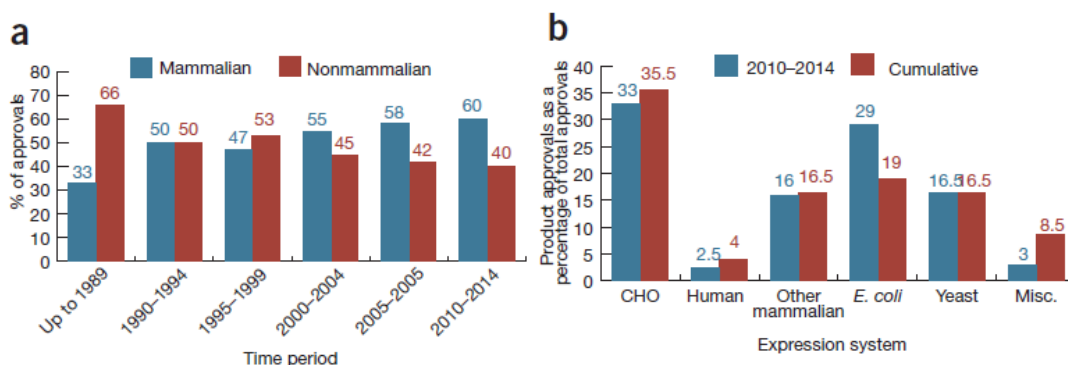 a
Mammalian
Nonmammalian
% of approvals
80
70
60
50
40
30
20
10
0
33
66
50
50
47
53
55
45
58
42
60
40
Up to 1989
1990–1994
1995–1999
2000–2004
2005–2005
2010–2014
Time period
b
2010–2014
Cumulative
Product approvals as a
percentage of total approvals
40
35
30
25
20
15
10
5
0
33
35.5
2.5
4
16
16.5
29
19
16.5
16.5
3
8.5
CHO
Human
Other
mammalian
E. coli
Yeast
Misc.
Expression system